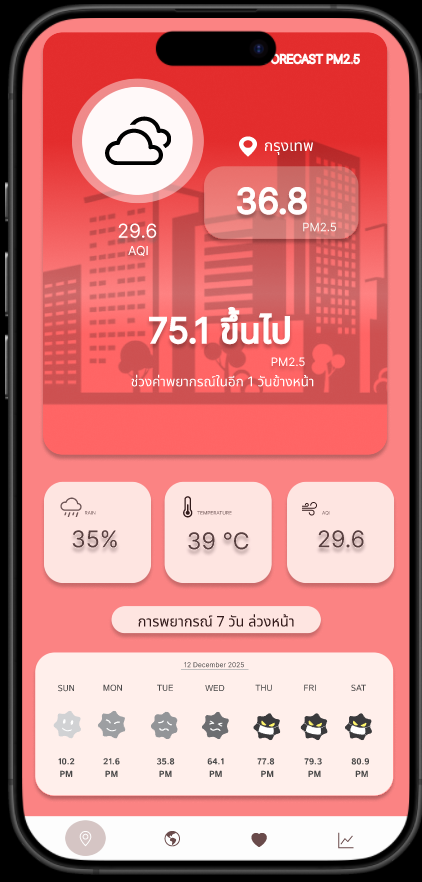 ORECAST PM2.5
กรุงเทพ
36.8
PM2.5
29.6
AQI
75.1 ขึ้นไป
PM2.5
ช่วงค่าพยากรณ์ในอีก 1 วันข้างหน้า
RAIN
35%
TEMPERATURE
39 °C
AQI
29.6
การพยากรณ์ 7 วัน ล่วงหน้า
12 December 2025
SUN MON TUE WED THU FRI SAT
10.2 21.6 35.8 64.1 77.8 79.3 80.9
PM PM PM PM PM PM PM